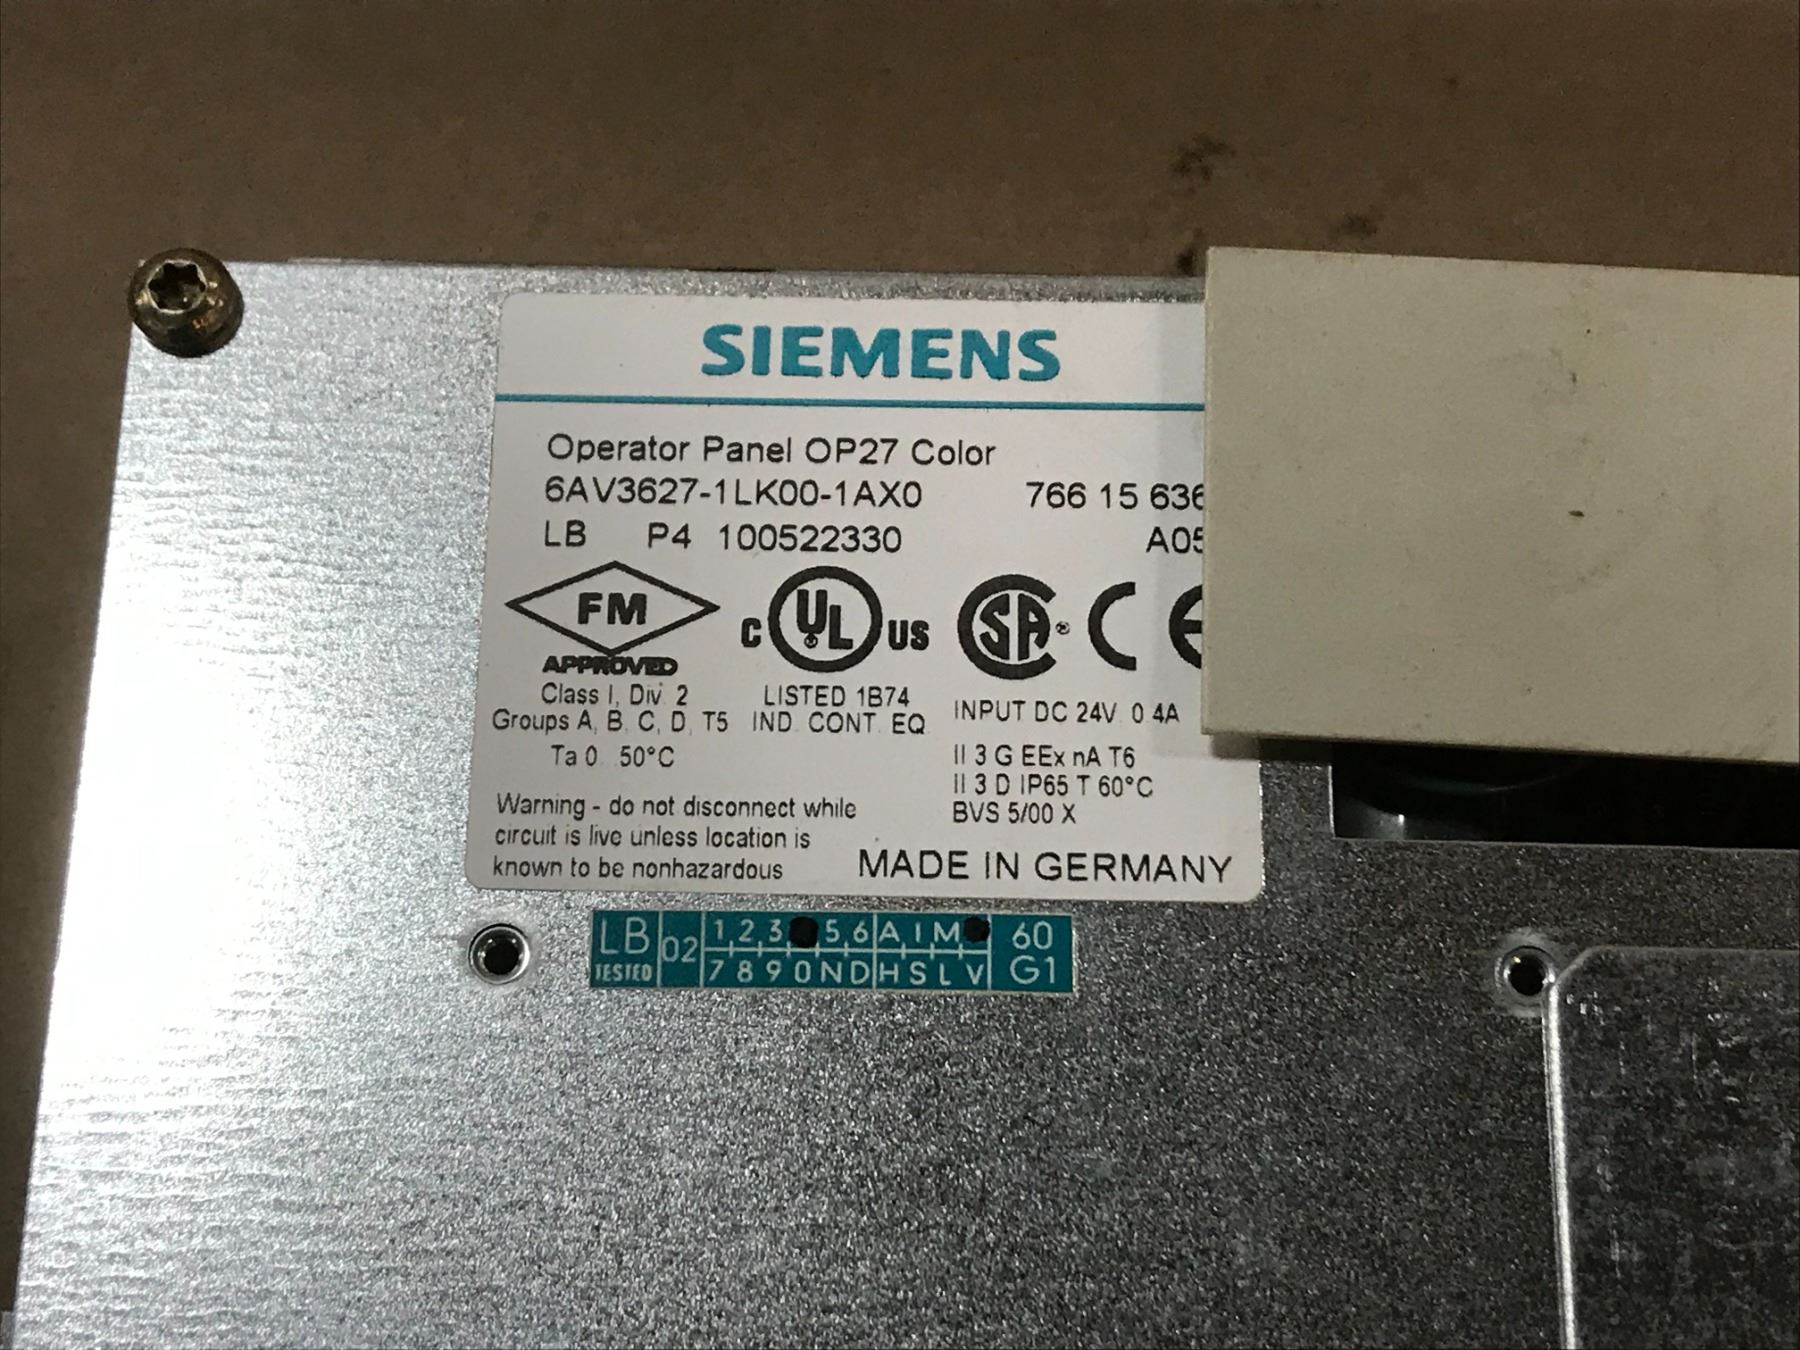 SIEMENS
Operator Panel OP27 Color
6AV3627-1LK00-1AX0 766 15 636
LB P4 100522330 A05
FM
APPROVED
Class I, Div. 2
Groups A, B, C, D, T5
Ta 0...50°C
C UL US
LISTED 1B74
IND. CONT. EQ.
SA ® CE
INPUT DC 24V 0.4A
II 3 G EEx nA T6
II 3 D IP65 T 60°C
BVS 5/00 X
Warning - do not disconnect while
circuit is live unless location is
known to be nonhazardous
MADE IN GERMANY
LB 02 1 2 3 5 6 A I M 60
TESTED 7 8 9 0 N D H S L V G1